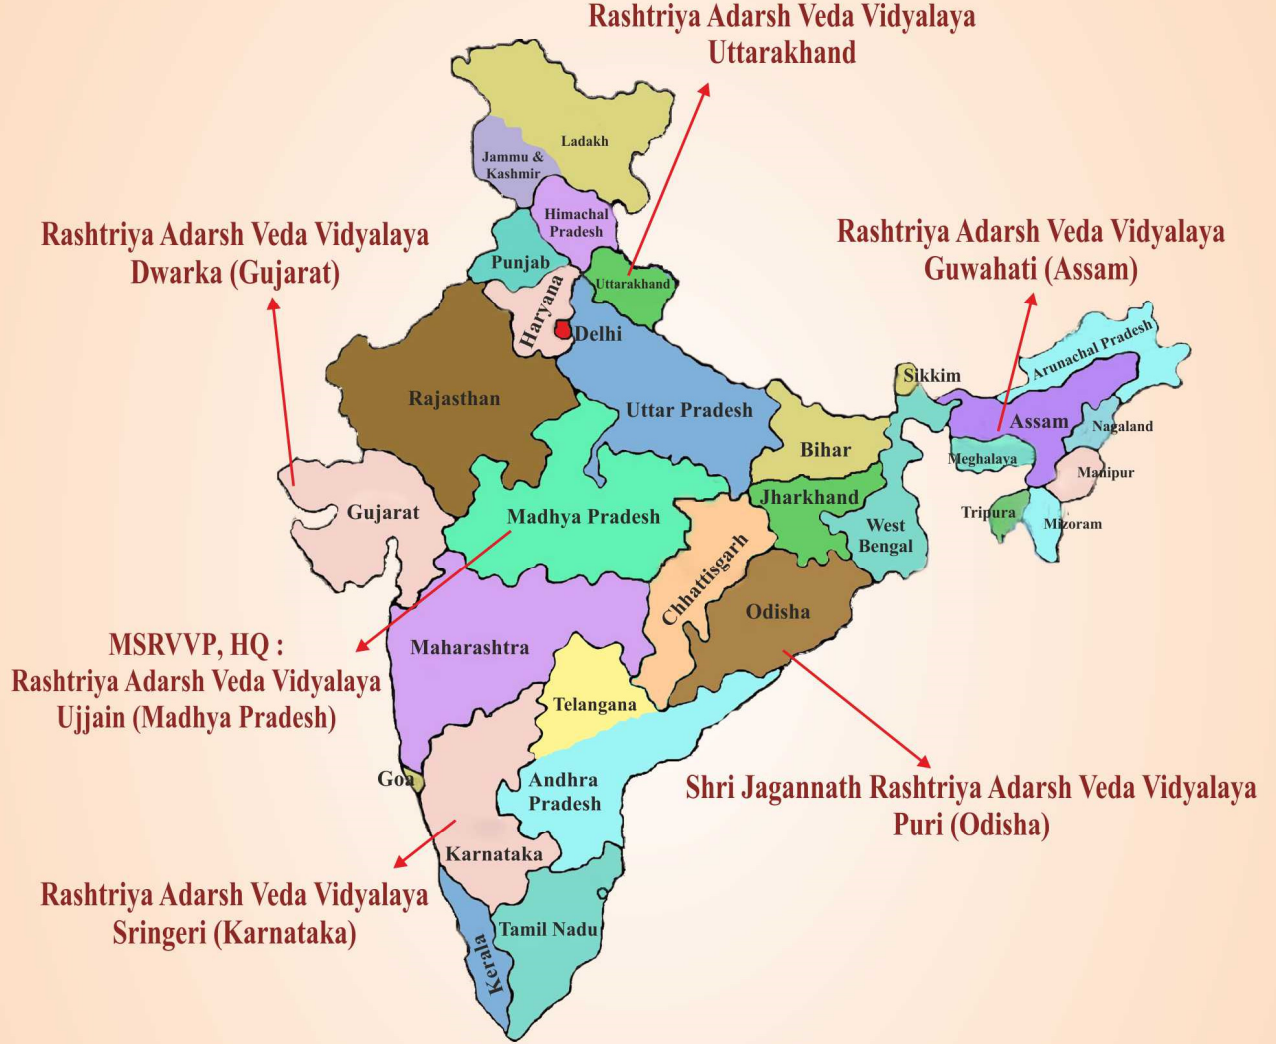 Rashtriya Adarsh Veda Vidyalaya
Uttarakhand
Ladakh
Jammu &
Kashmir
Himachal
Pradesh
Rashtriya Adarsh Veda Vidyalaya
Dwarka (Gujarat)
Rashtriya Adarsh Veda Vidyalaya
Guwahati (Assam)
Punjab
Uttarakhand
Haryana
Delhi
Arunachal Pradesh
Sikkim
Rajasthan
Uttar Pradesh
Assam
Nagaland
Bihar
Meghalaya
Manipur
Jharkhand
Gujarat
Madhya Pradesh
Tripura
Mizoram
West
Bengal
Chhattisgarh
Odisha
MSRVVP, HQ :
Rashtriya Adarsh Veda Vidyalaya
Ujjain (Madhya Pradesh)
Maharashtra
Telangana
Goa
Andhra
Pradesh
Shri Jagannath Rashtriya Adarsh Veda Vidyalaya
Puri (Odisha)
Karnataka
Rashtriya Adarsh Veda Vidyalaya
Sringeri (Karnataka)
Tamil Nadu
Kerala